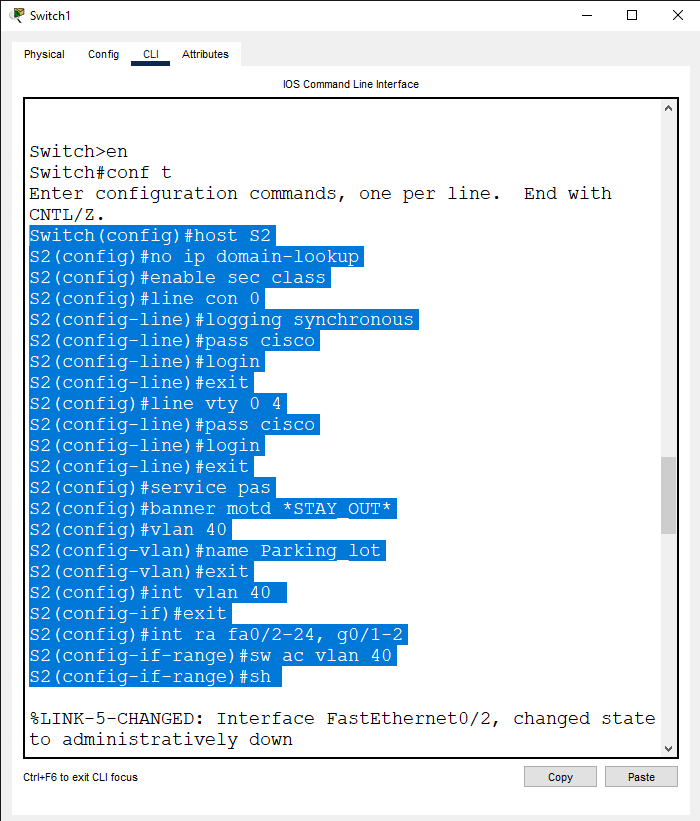 Switch1
Physical Config CLI Attributes
IOS Command Line Interface
Switch>en
Switch#conf t
Enter configuration commands, one per line.  End with
CNTL/Z.
Switch(config)#host S2
S2(config)#no ip domain-lookup
S2(config)#enable sec class
S2(config)#line con 0
S2(config-line)#logging synchronous
S2(config-line)#pass cisco
S2(config-line)#login
S2(config-line)#exit
S2(config)#line vty 0 4
S2(config-line)#pass cisco
S2(config-line)#login
S2(config-line)#exit
S2(config)#service pas
S2(config)#banner motd *STAY OUT*
S2(config)#vlan 40
S2(config-vlan)#name Parking_lot
S2(config-vlan)#exit
S2(config)#int vlan 40
S2(config-if)#exit
S2(config)#int ra fa0/2-24, g0/1-2
S2(config-if-range)#sw ac vlan 40
S2(config-if-range)#sh
%LINK-5-CHANGED: Interface FastEthernet0/2, changed state
to administratively down
Ctrl+F6 to exit CLI focus
Copy Paste